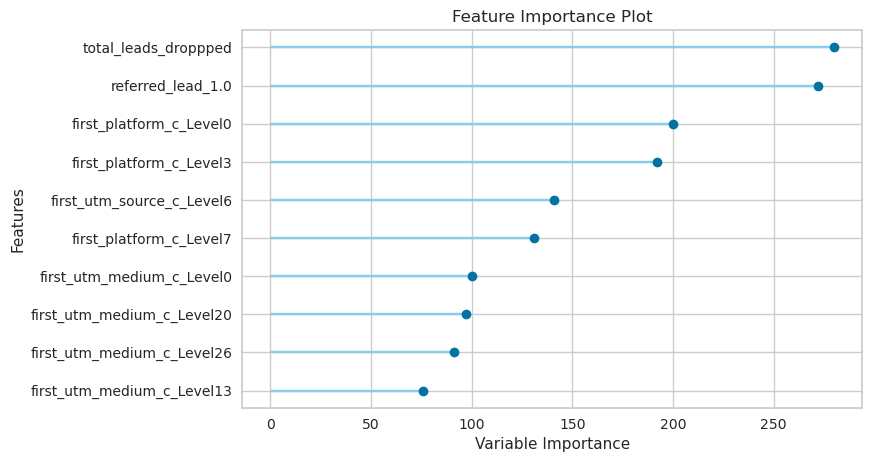 Feature Importance Plot
total_leads_droppped
referred_lead_1.0
first_platform_c_Level0
first_platform_c_Level3
first_utm_source_c_Level6
first_platform_c_Level7
first_utm_medium_c_Level0
first_utm_medium_c_Level20
first_utm_medium_c_Level26
first_utm_medium_c_Level13
Features
0 50 100 150 200 250
Variable Importance